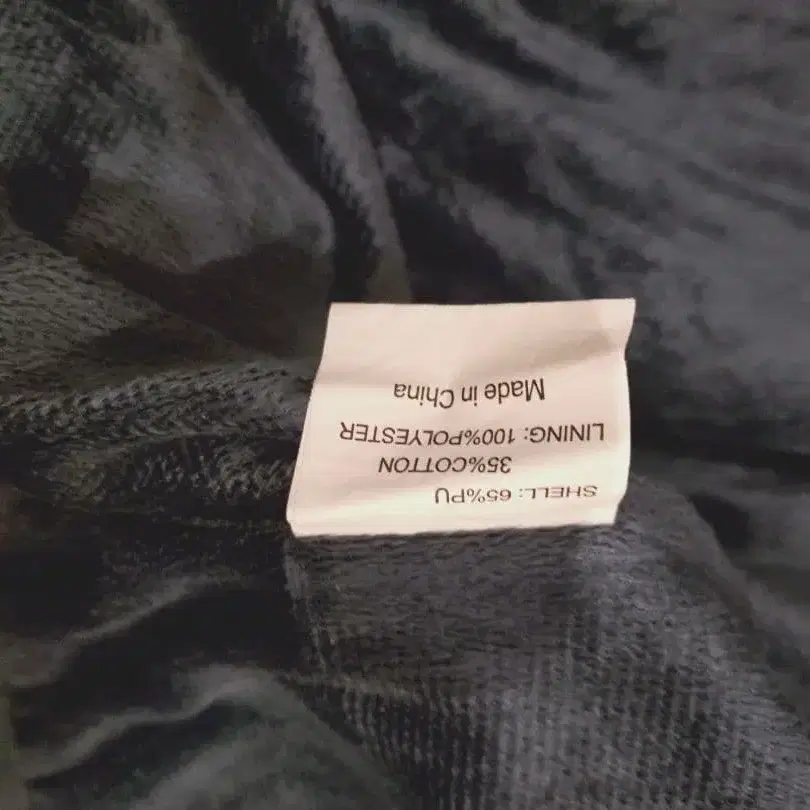 SHELL: 65%PU
35%COTTON
LINING: 100%POLYESTER
Made in China